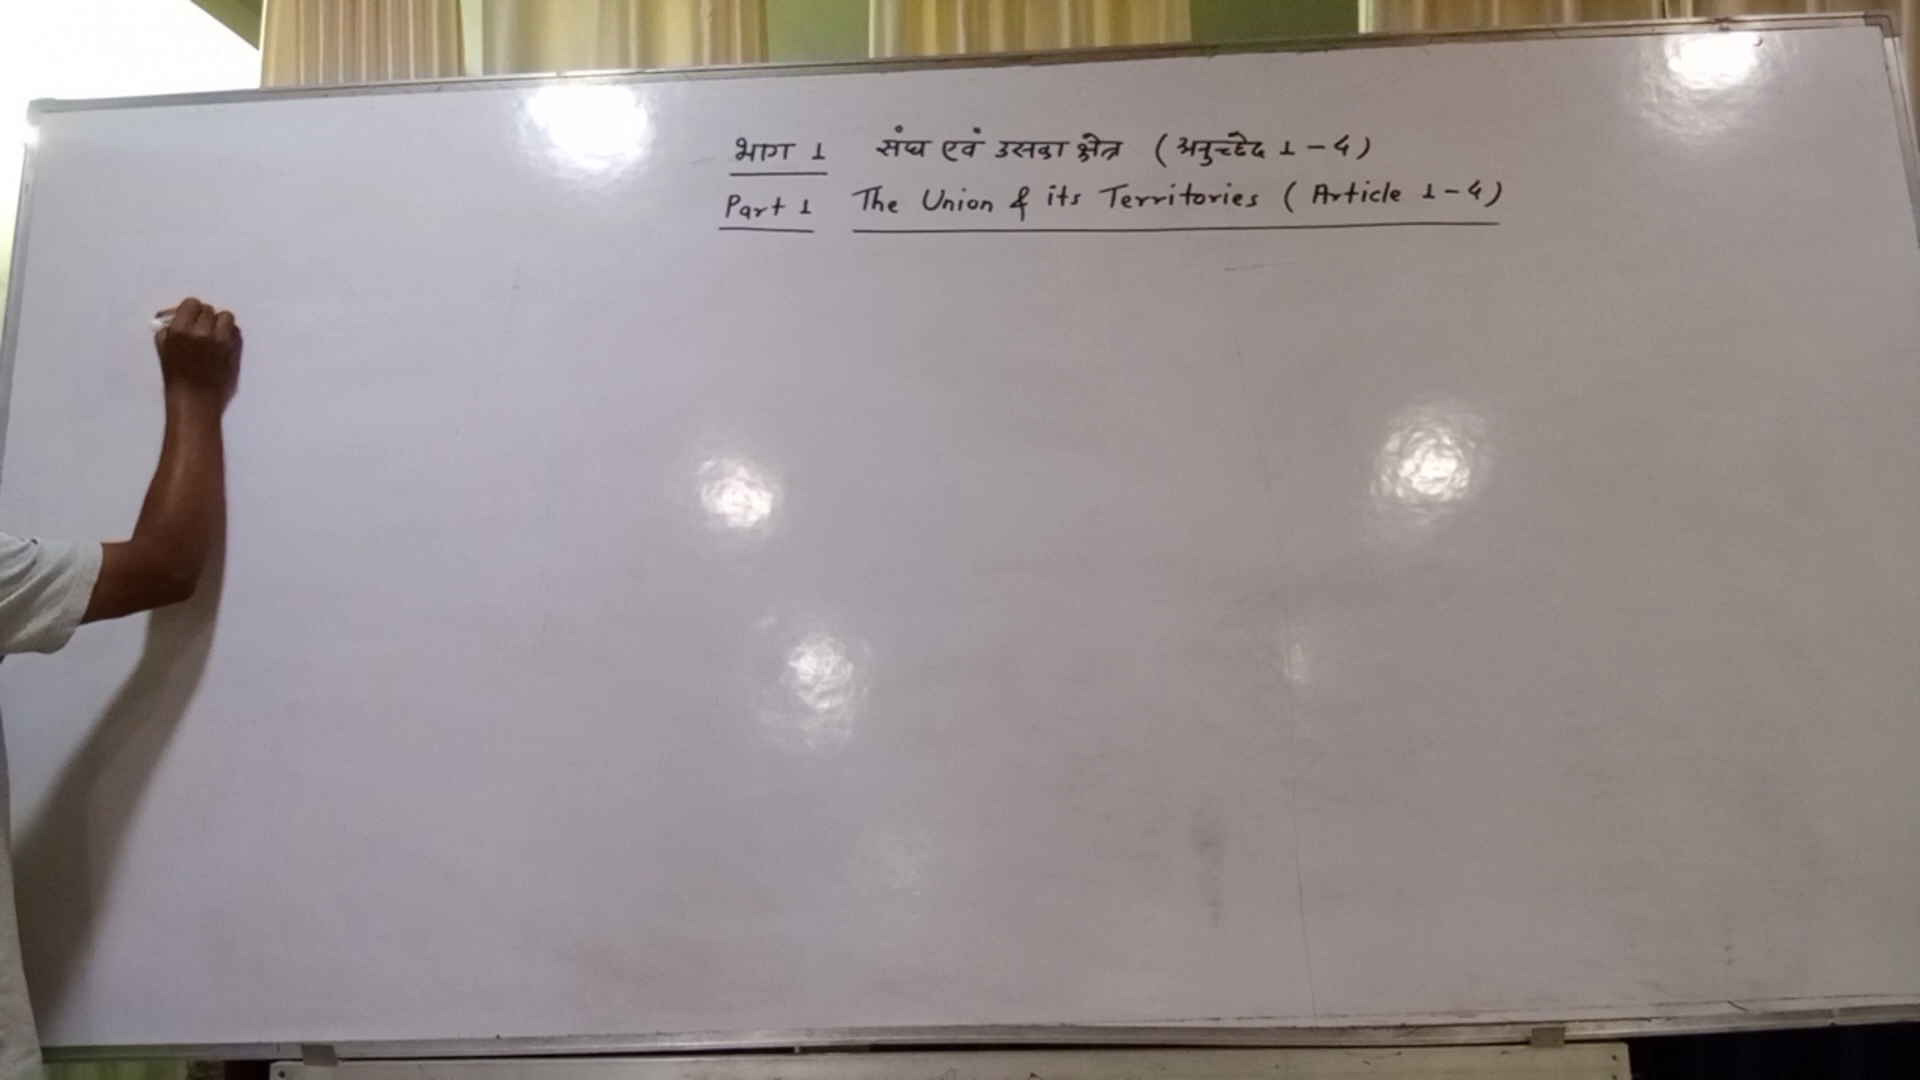 भाग 1 संघ एवं उसका क्षेत्र (अनुच्छेद 1-4)
Part 1 The Union & its Territories (Article 1-4)